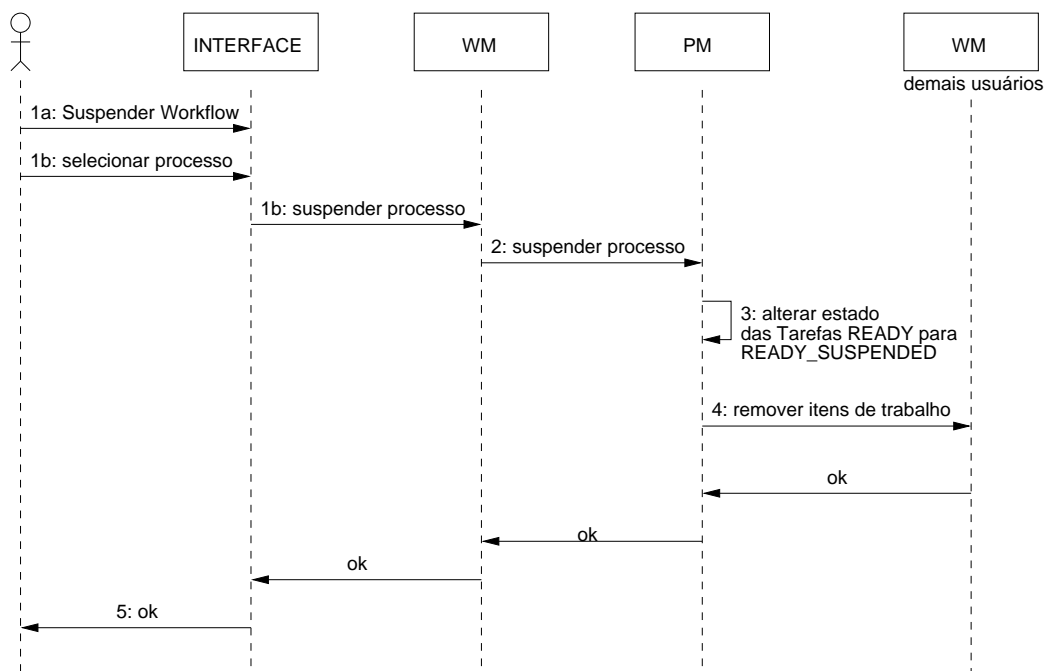 INTERFACE
WM
PM
WM
demais usuários
1a: Suspender Workflow
1b: selecionar processo
1b: suspender processo
2: suspender processo
3: alterar estado
das Tarefas READY para
READY_SUSPENDED
4: remover itens de trabalho
ok
ok
ok
5: ok